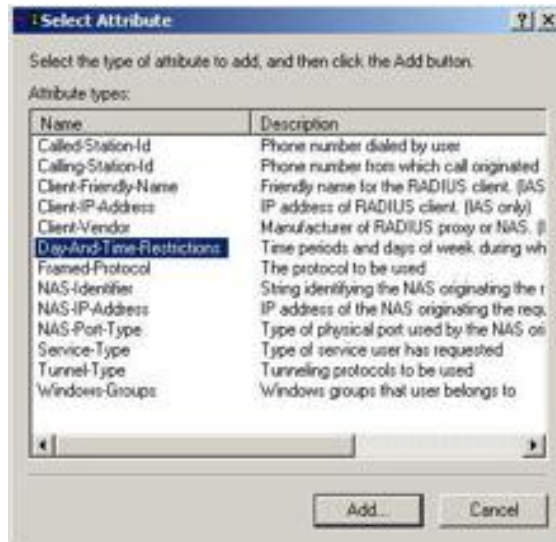 Select Attribute
Select the type of attribute to add, and then click the Add button.
Attribute types:
Name Description
Called-Station-Id Phone number dialed by user
Calling-Station-Id Phone number from which call originated
Client-Friendly-Name Friendly name for the RADIUS client. (IAS
Client-IP-Address IP address of RADIUS client. (IAS only)
Client-Vendor Manufacturer of RADIUS proxy or NAS. (I
Day-And-Time-Restrictions Time periods and days of week during wh
Framed-Protocol The protocol to be used
NAS-Identifier String identifying the NAS originating the r
NAS-IP-Address IP address of the NAS originating the requ
NAS-Port-Type Type of physical port used by the NAS ori
Service-Type Type of service user has requested
Tunnel-Type Tunneling protocols to be used
Windows-Groups Windows groups that user belongs to
Add... Cancel